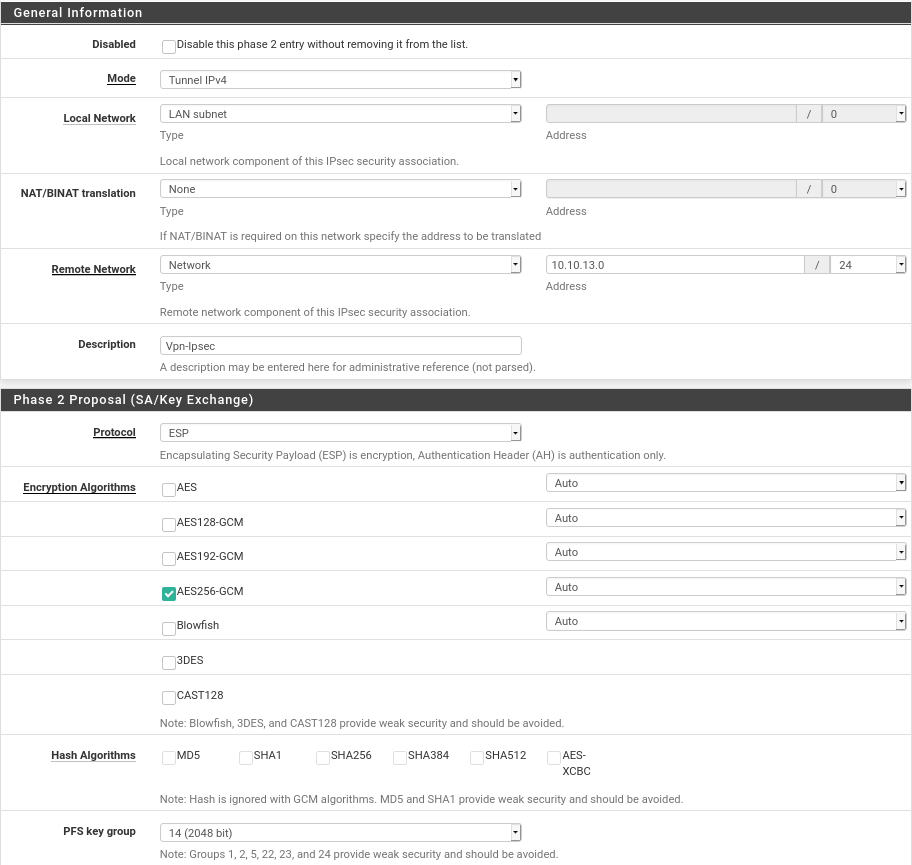 General Information
Disabled Disable this phase 2 entry without removing it from the list.
Mode Tunnel IPv4
Local Network LAN subnet / 0
Type Address
Local network component of this IPsec security association.
NAT/BINAT translation None / 0
Type Address
If NAT/BINAT is required on this network specify the address to be translated
Remote Network Network 10.10.13.0 / 24
Type Address
Remote network component of this IPsec security association.
Description Vpn-Ipsec
A description may be entered here for administrative reference (not parsed).
Phase 2 Proposal (SA/Key Exchange)
Protocol ESP
Encapsulating Security Payload (ESP) is encryption, Authentication Header (AH) is authentication only.
Encryption Algorithms AES Auto
AES128-GCM Auto
AES192-GCM Auto
AES256-GCM Auto
Blowfish Auto
3DES
CAST128
Note: Blowfish, 3DES, and CAST128 provide weak security and should be avoided.
Hash Algorithms MD5 SHA1 SHA256 SHA384 SHA512 AES-
XCBC
Note: Hash is ignored with GCM algorithms. MD5 and SHA1 provide weak security and should be avoided.
PFS key group 14 (2048 bit)
Note: Groups 1, 2, 5, 22, 23, and 24 provide weak security and should be avoided.